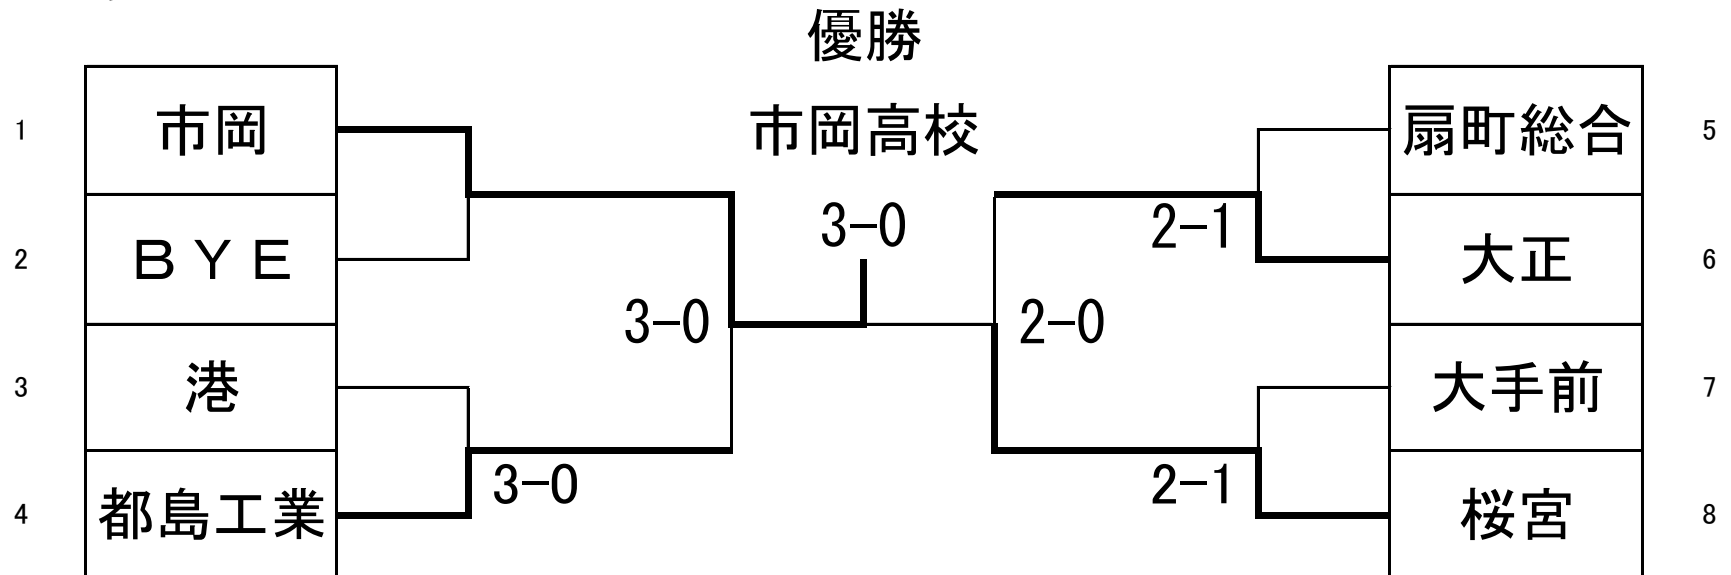 優勝
市岡高校
1 市岡
2 ＢＹＥ
3 港
4 都島工業
3-0
3-0
3-0
2-0
2-1
2-1
扇町総合 5
大正 6
大手前 7
桜宮 8